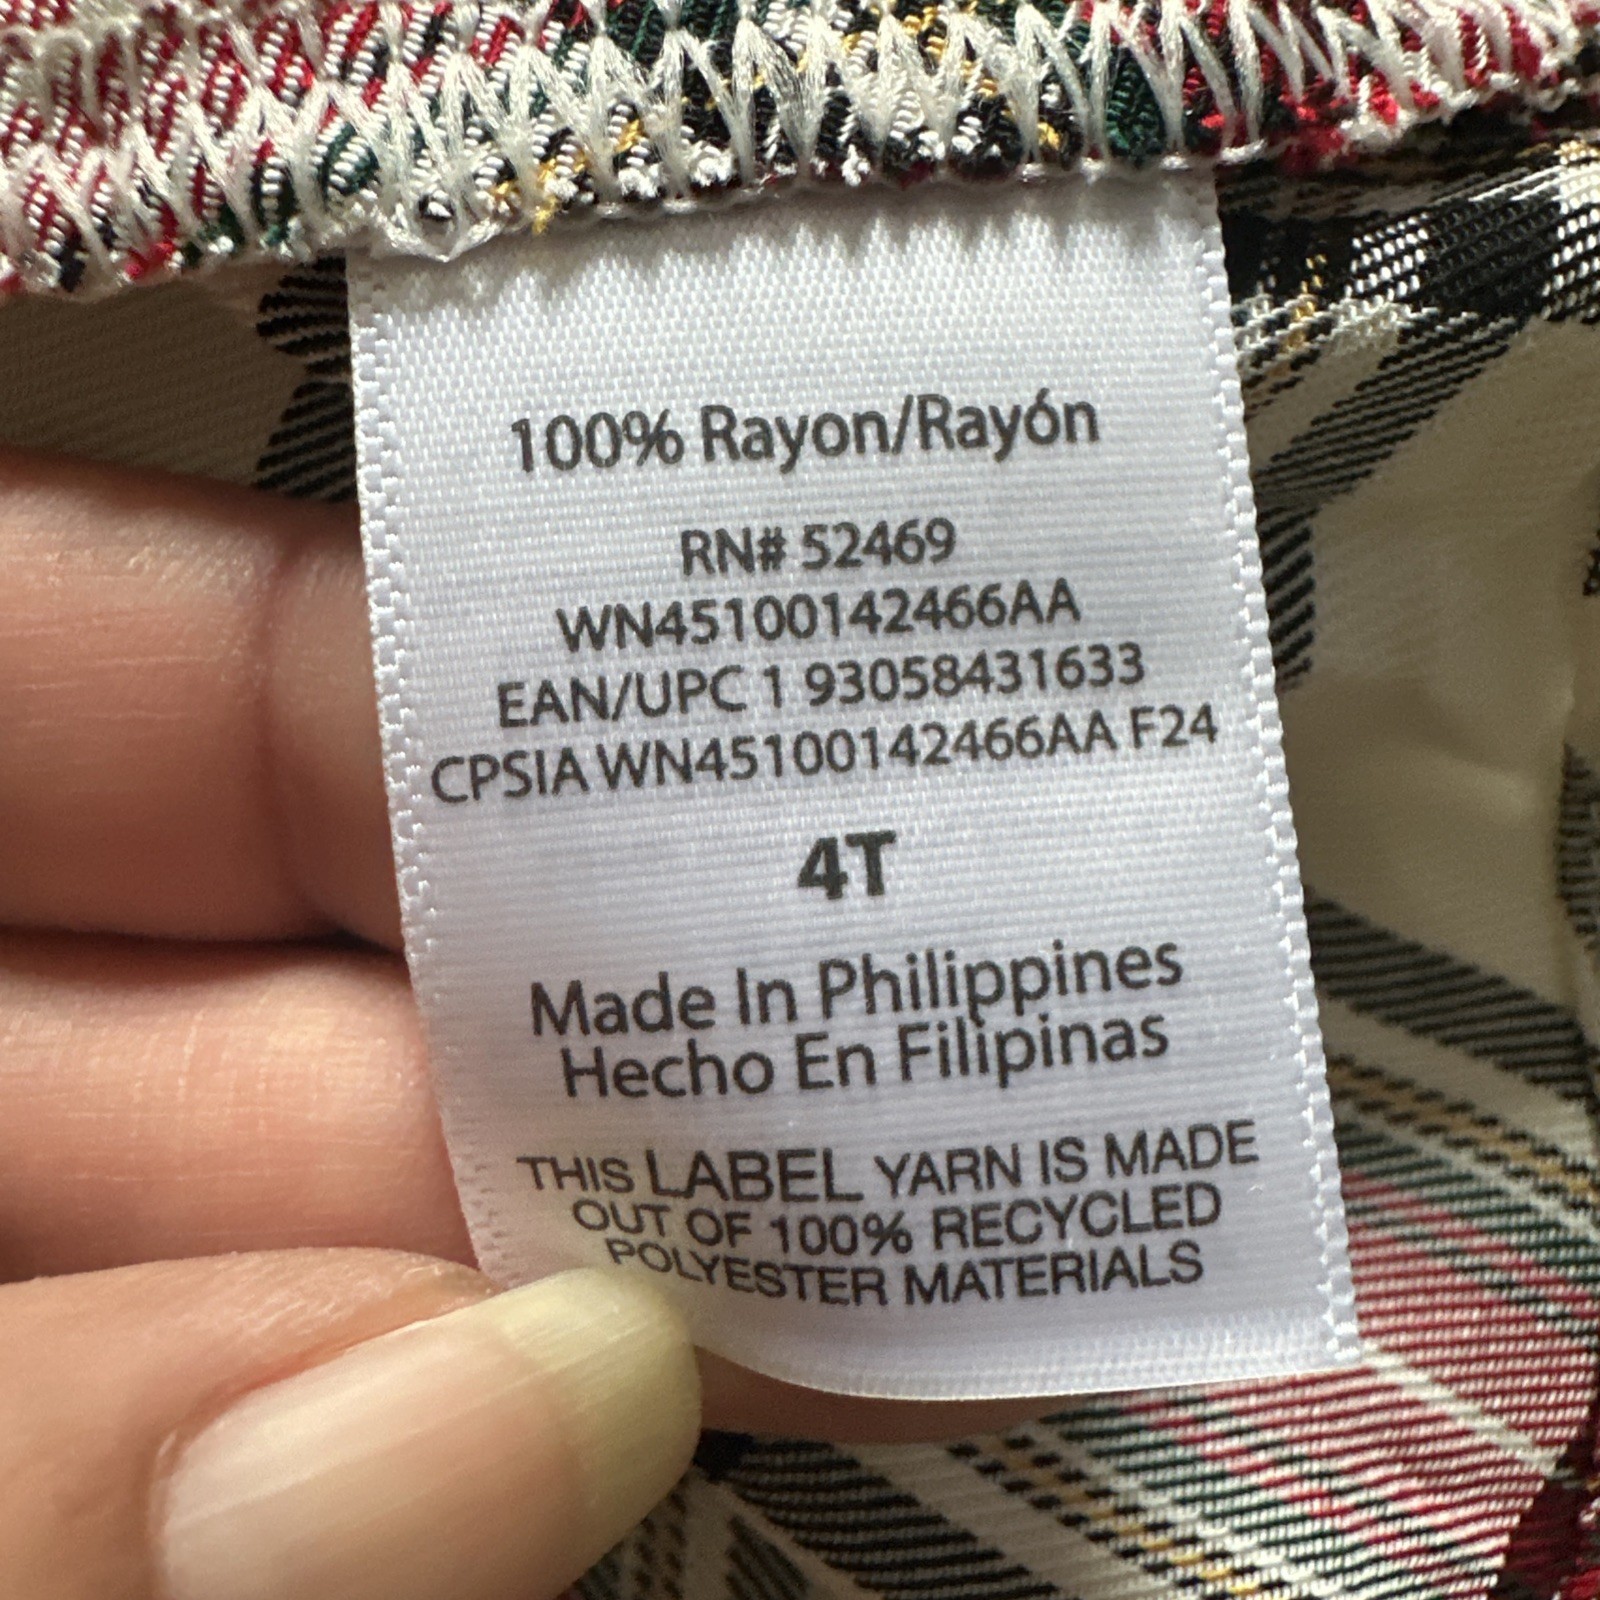 100% Rayon/Rayón
RN# 52469
WN45100142466AA
EAN/UPC 1 93058431633
CPSIA WN45100142466AA F24
4T
Made In Philippines
Hecho En Filipinas
THIS LABEL YARN IS MADE
OUT OF 100% RECYCLED
POLYESTER MATERIALS